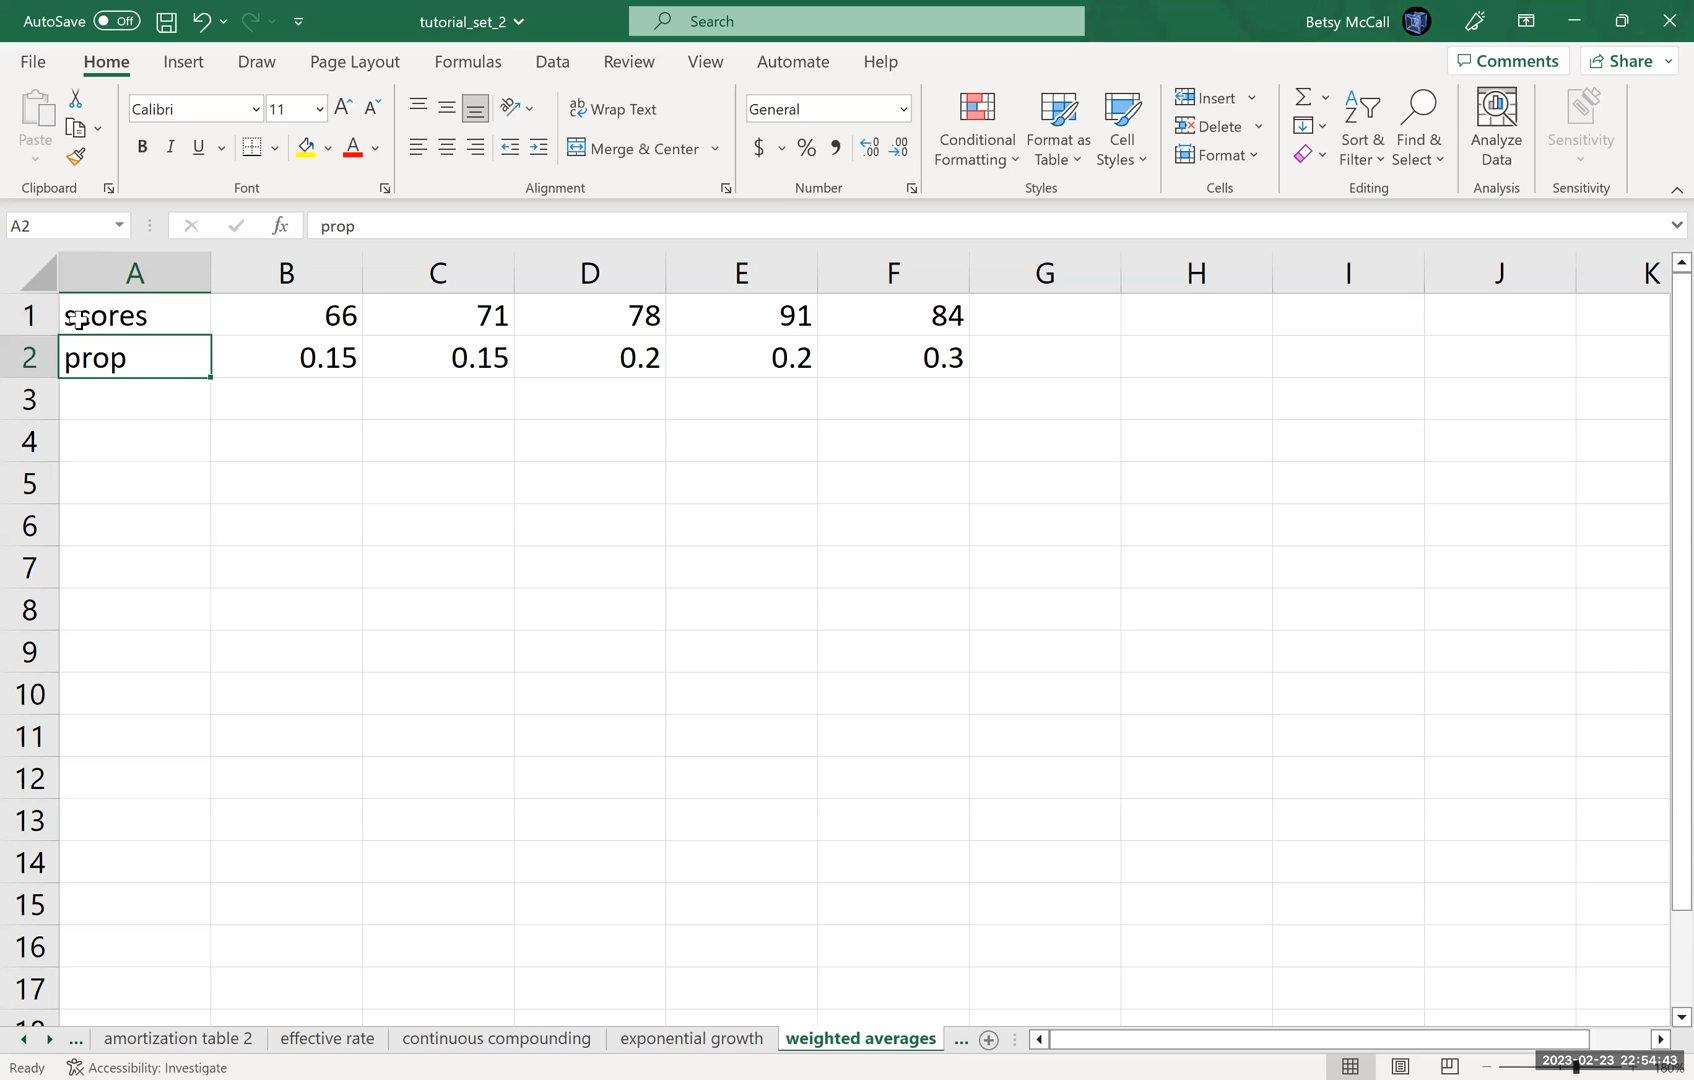 AutoSave Off tutorial_set_2 Search Betsy McCall
File Home Insert Draw Page Layout Formulas Data Review View Automate Help Comments Share
Paste
Clipboard
Calibri 11
B I U A
Font
ab Wrap Text
Merge & Center
Alignment
General
$ % 9 .00 .00
Number
Conditional Formatting
Format as Table
Cell Styles
Styles
Insert
Delete
Format
Cells
Sort & Filter
Find & Select
Editing
Analyze Data
Analysis
Sensitivity
Sensitivity
A2 fx prop
A B C D E F G H I J K
1 scores 66 71 78 91 84
2 prop 0.15 0.15 0.2 0.2 0.3
3
4
5
6
7
8
9
10
11
12
13
14
15
16
17
... amortization table 2 effective rate continuous compounding exponential growth weighted averages ...
Ready Accessibility: Investigate 2023-02-23 22:54:43